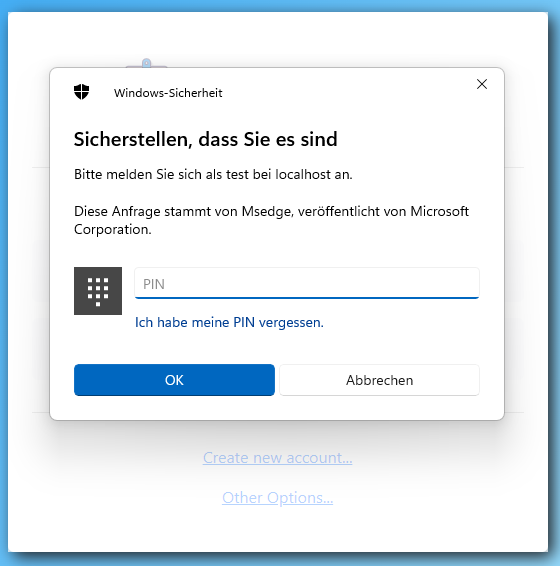 Windows-Sicherheit
Sicherstellen, dass Sie es sind
Bitte melden Sie sich als test bei localhost an.
Diese Anfrage stammt von Msedge, veröffentlicht von Microsoft
Corporation.
PIN
Ich habe meine PIN vergessen.
OK
Abbrechen
Create new account...
Other Options...